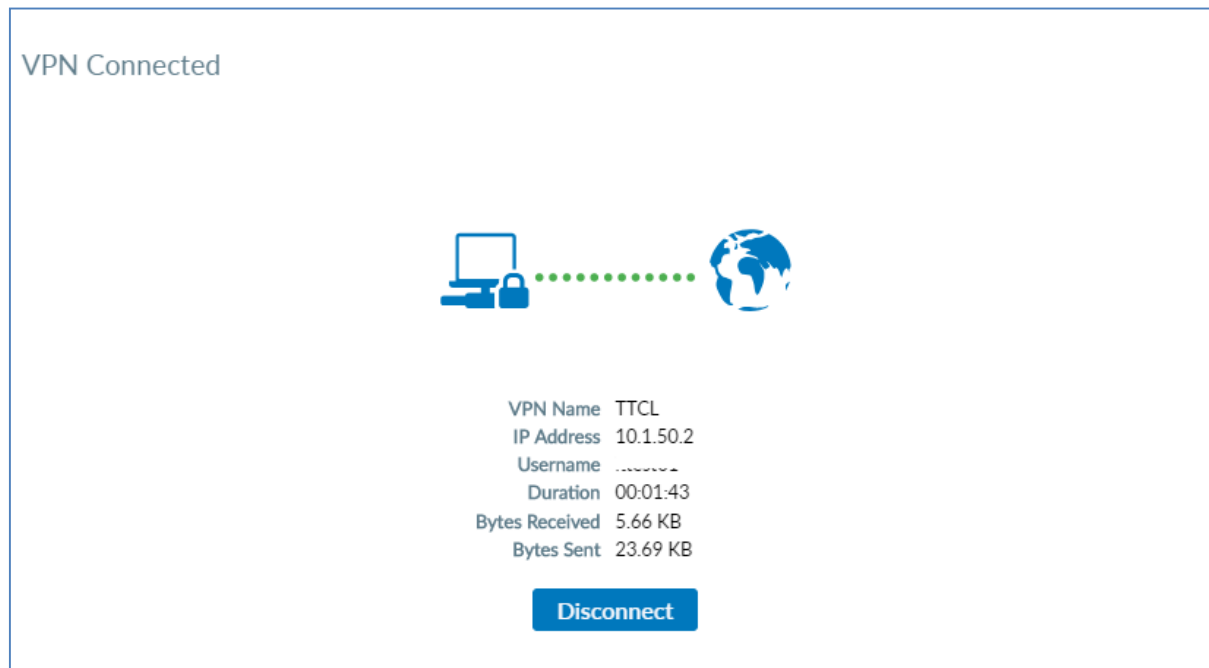 VPN Connected
VPN Name TTCL
IP Address 10.1.50.2
Username
Duration 00:01:43
Bytes Received 5.66 KB
Bytes Sent 23.69 KB
Disconnect